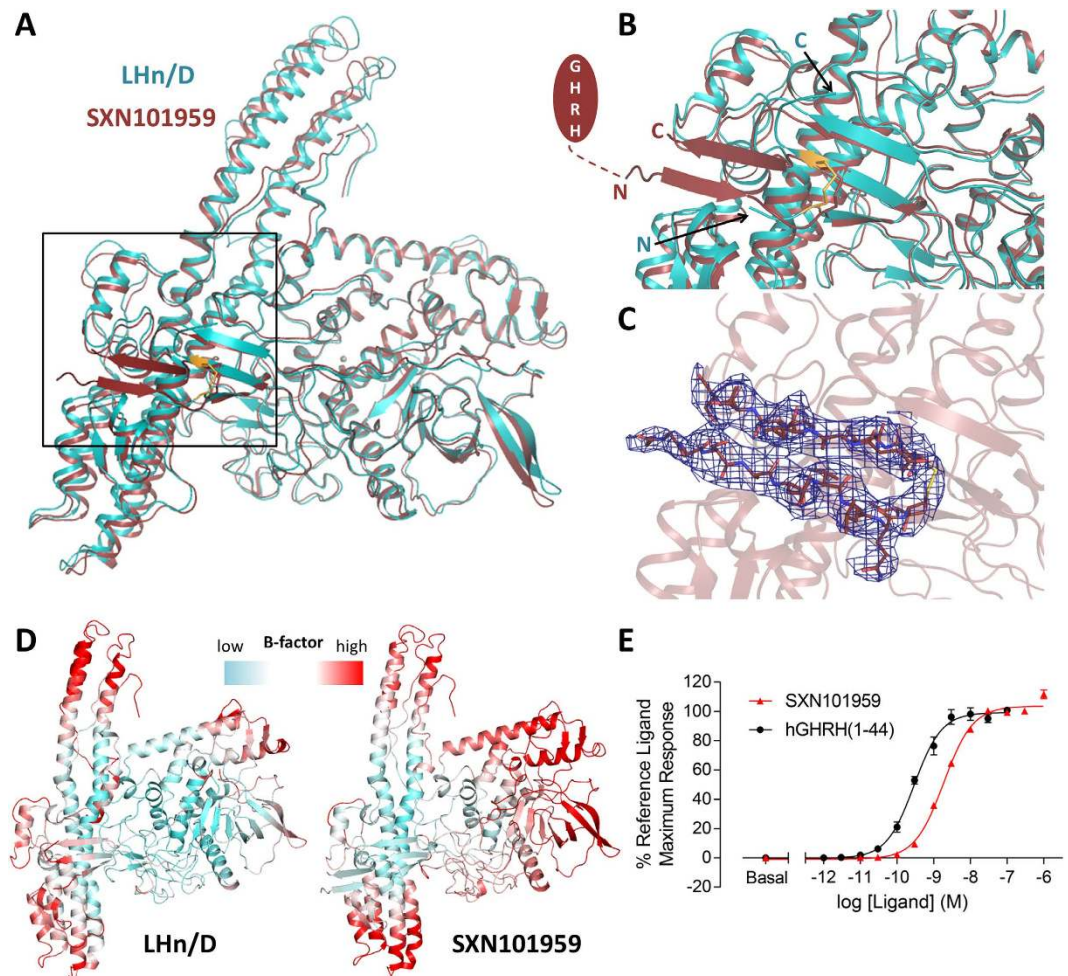 A
LHn/D
SXN101959
B
C
G
H
R
H
C
N
N
C
D
B-factor
low
high
LHn/D
SXN101959
E
% Reference Ligand
Maximum Response
120
100
80
60
40
20
0
-20
SXN101959
hGHRH(1-44)
Basal
-12
-11
-10
-9
-8
-7
-6
log [Ligand] (M)